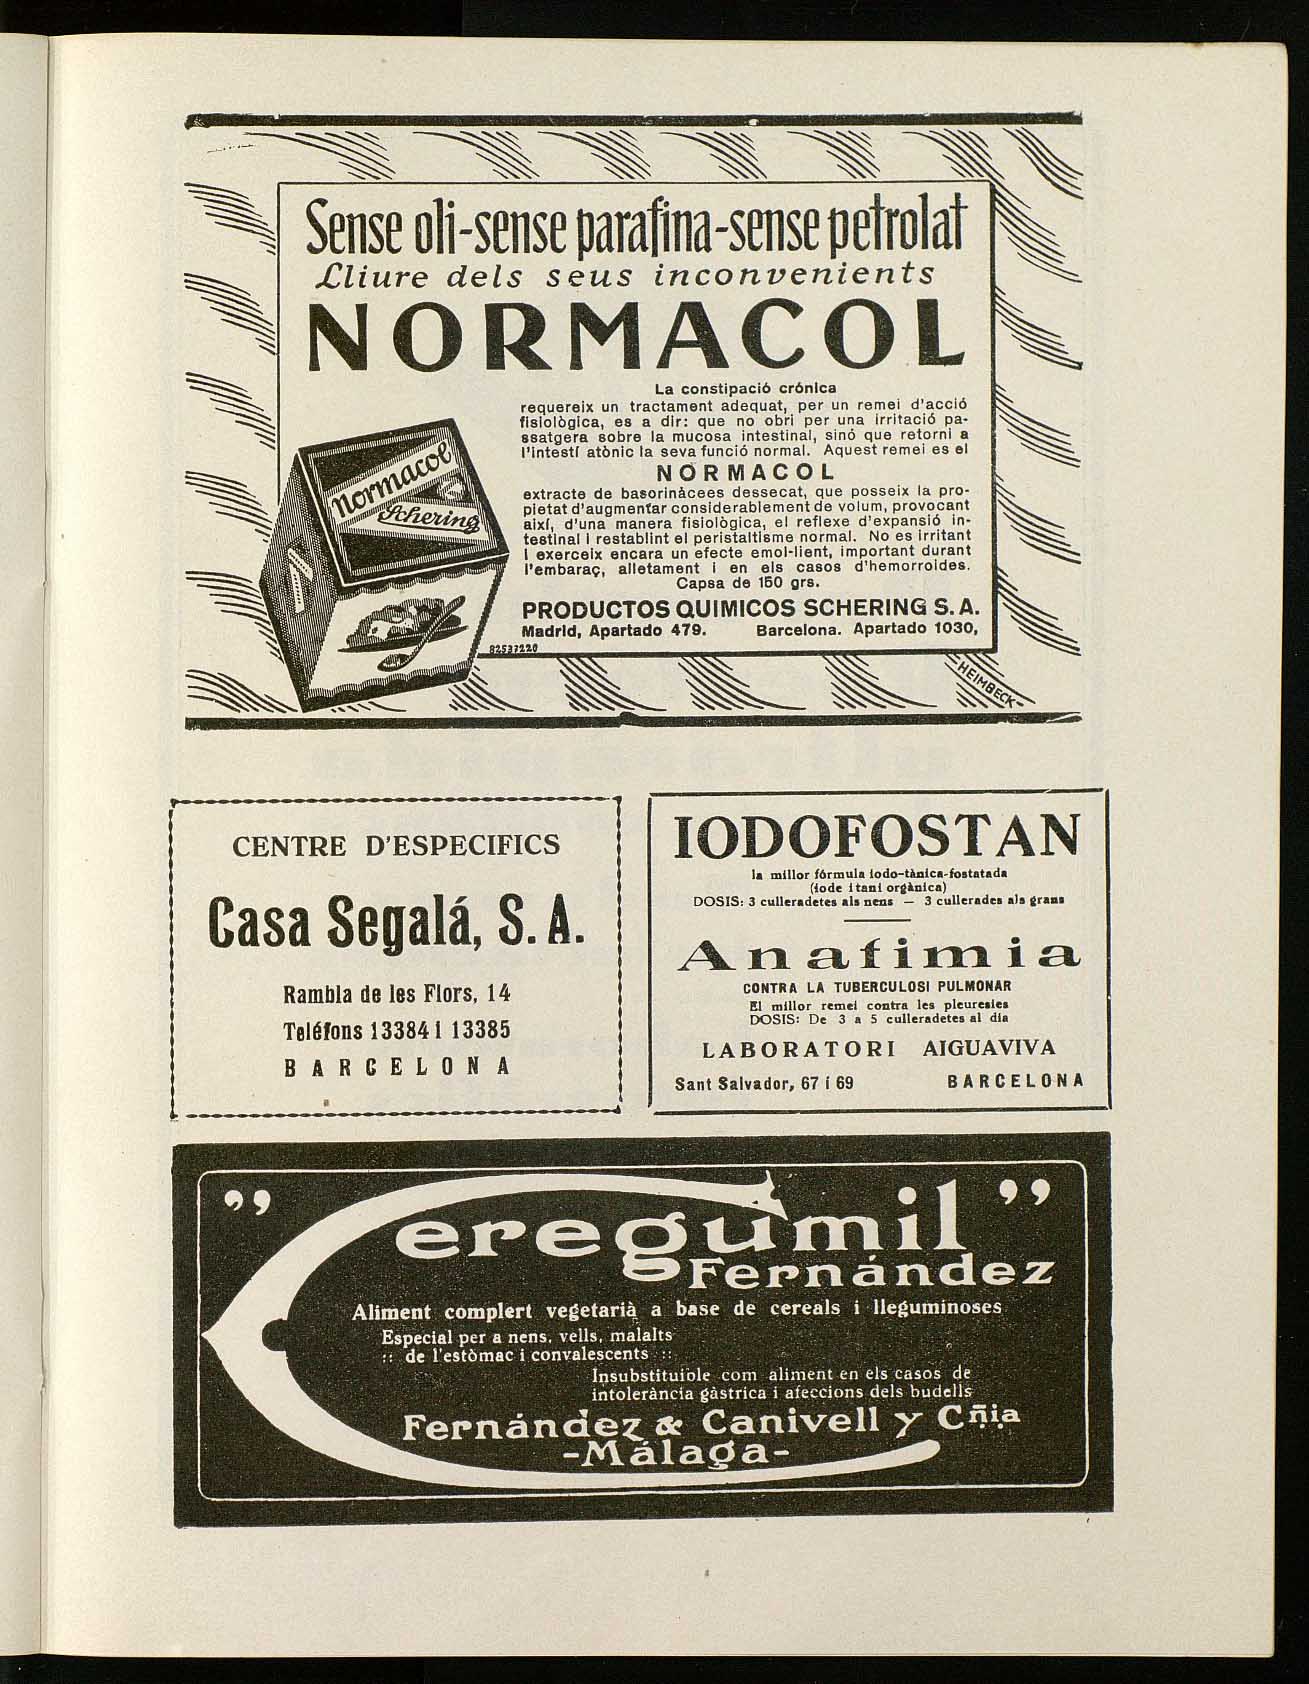 Sense oli-sense parafina-sense petrolat
Lliure dels seus inconvenients
NORMACOL
La constipació crónica
requereix un tractament adequat, per un remei d'acció
fisiològica, es a dir: que no obri per una irritació pa-
ssatgera sobre la mucosa intestinal, sinó que retorni a
l'intestí atònic la seva funció normal. Aquest remei es el
NORMACOL
extracte de basorinàcees dessecat, que posseix la pro-
pietat d'augmentar considerablement de volum, provocant
així, d'una manera fisiològica, el reflexe d'expansió in-
testinal i restablint el peristaltisme normal. No es irritant
i exerceix encara un efecte emol-lient, important durant
l'embaraç, alletament i en els casos d'hemorroides.
Capsa de 150 grs.
PRODUCTOS QUIMICOS SCHERING S. A.
Madrid, Apartado 479. Barcelona. Apartado 1030,
Normacol
Schering
82537220
HEIMBECK
CENTRE D'ESPECIFICS
Casa Segalá, S. A.
Rambla de les Flors, 14
Teléfons 13384 i 13385
BARCELONA
IODOFOSTAN
la millor fórmula iodo-tànica-fostatada
(iode i tani orgànica)
DOSIS: 3 culleradetes als nens — 3 cullerades als grans
Anafimia
CONTRA LA TUBERCULOSI PULMONAR
El millor remei contra les pleuresies
DOSIS: De 3 a 5 culleradetes al dia
LABORATORI AIGUAVIVA
Sant Salvador, 67 i 69 BARCELONA
"Ceregumil"
Fernández
Aliment complert vegetarià a base de cereals i lleguminoses
Especial per a nens, vells, malalts
:: de l'estòmac i convalescents ::
Insubstituible com aliment en els casos de
intolerància gàstrica i afeccions dels budells
Fernández & Canivell y Cñia.
-Málaga-